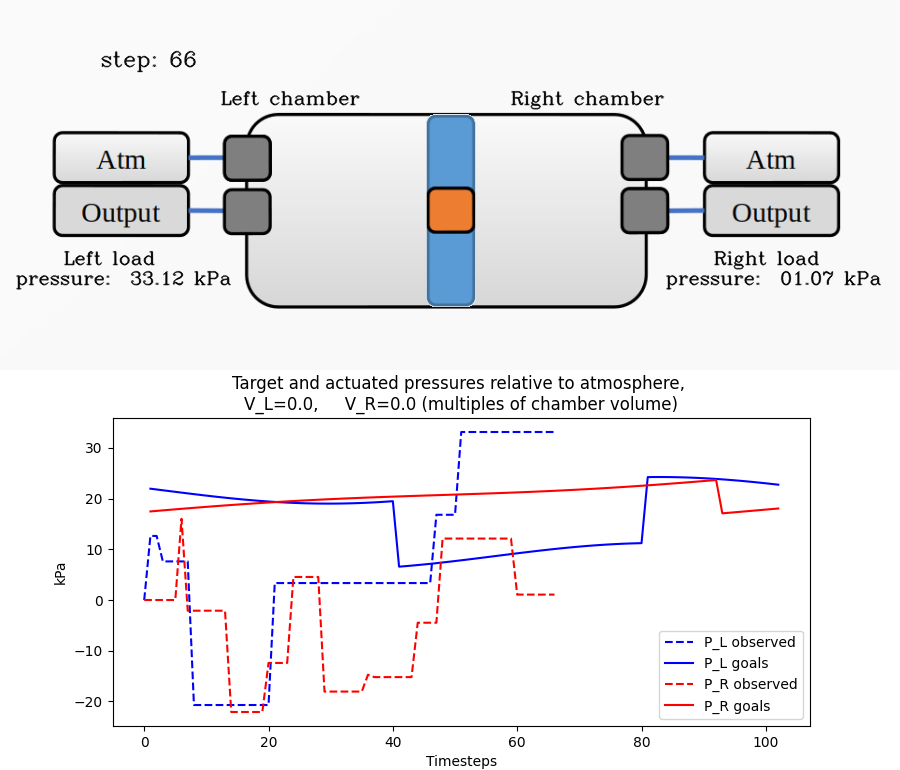 step: 66
Left chamber
Right chamber
Atm
Atm
Output
Output
Left load
pressure: 33.12 kPa
Right load
pressure: 01.07 kPa
Target and actuated pressures relative to atmosphere,
V_L=0.0, V_R=0.0 (multiples of chamber volume)
kPa
30
20
10
0
−10
−20
P_L observed
P_L goals
P_R observed
P_R goals
0 20 40 60 80 100
Timesteps